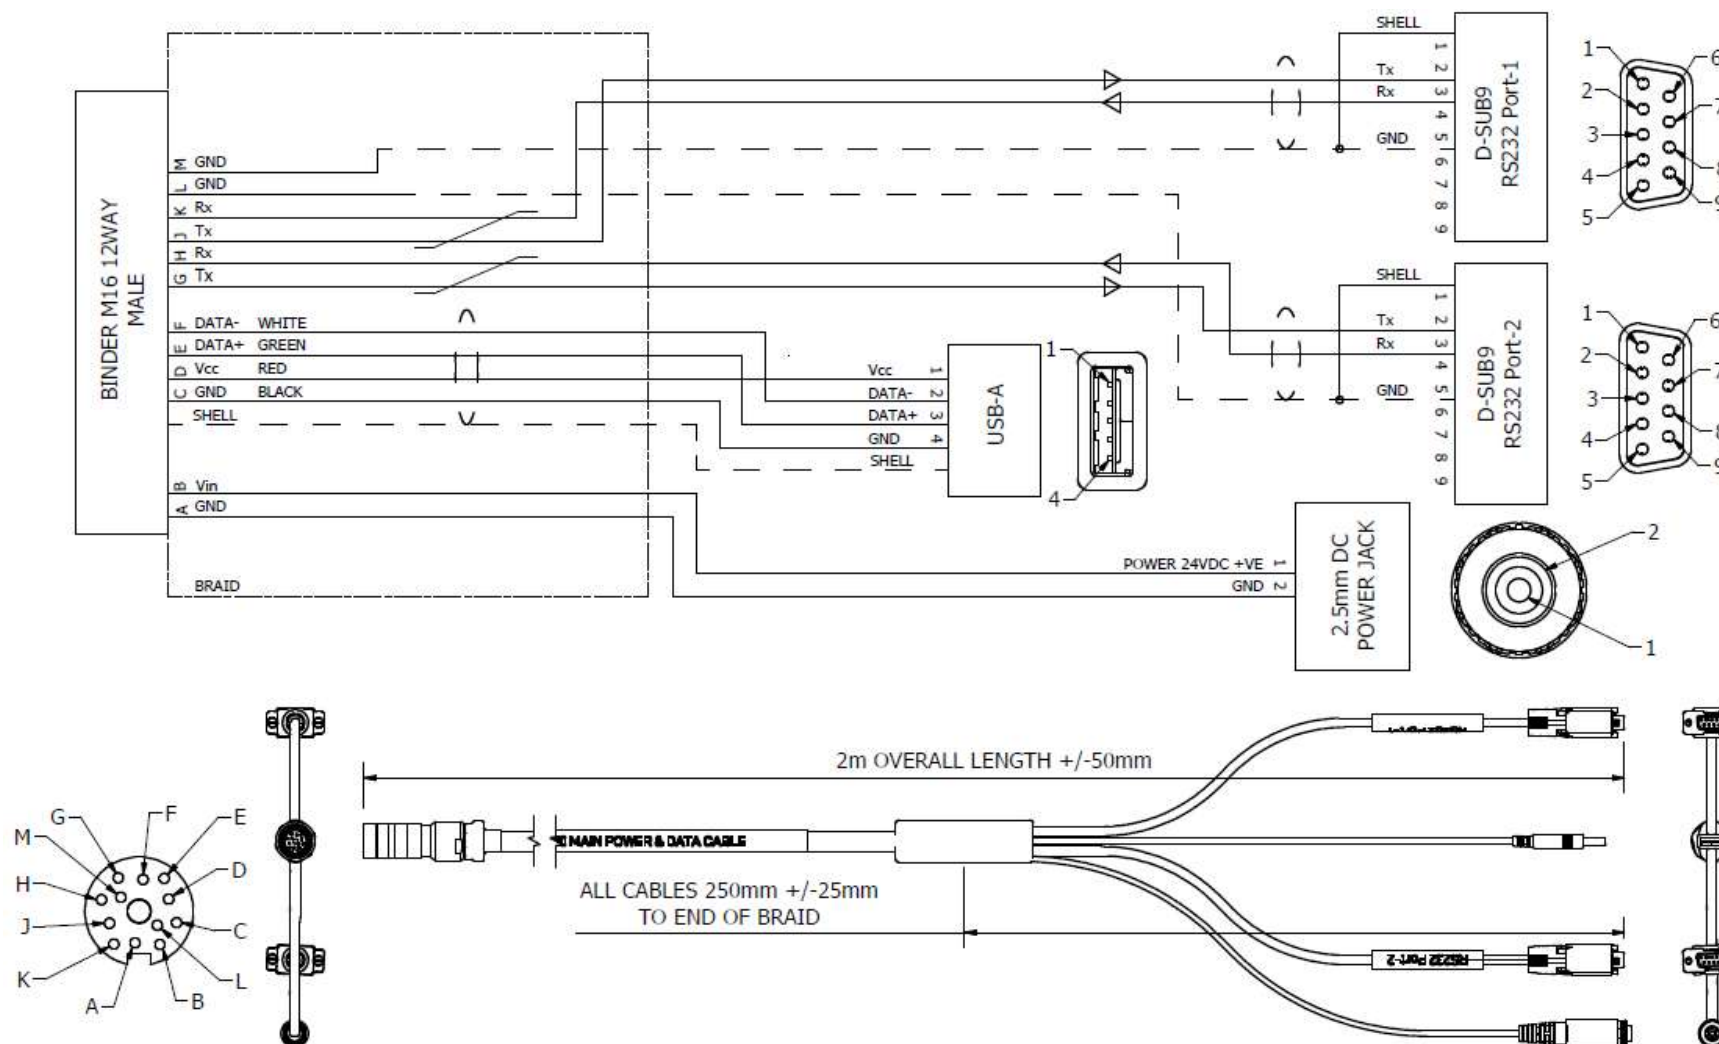 SHELL
1
Tx
2
Rx
3
4
GND
5
6
7
8
9
D-SUB9
RS232 Port-1
1
2
3
4
5
6
7
8
9
BINDER M16 12WAY
MALE
M GND
L GND
K Rx
J Tx
H Rx
G Tx
F DATA- WHITE
E DATA+ GREEN
D Vcc RED
C GND BLACK
SHELL
B Vin
A GND
BRAID
Vcc 1
DATA- 2
DATA+ 3
GND 4
SHELL
USB-A
1
4
SHELL
1
Tx
2
Rx
3
4
GND
5
6
7
8
9
D-SUB9
RS232 Port-2
1
2
3
4
5
6
7
8
9
POWER 24VDC +VE 1
GND 2
2.5mm DC
POWER JACK
2
1
2m OVERALL LENGTH +/-50mm
MAIN POWER & DATA CABLE
ALL CABLES 250mm +/-25mm
TO END OF BRAID
RS232 Port-2
G
F
E
M
D
H
J
C
K
L
A
B